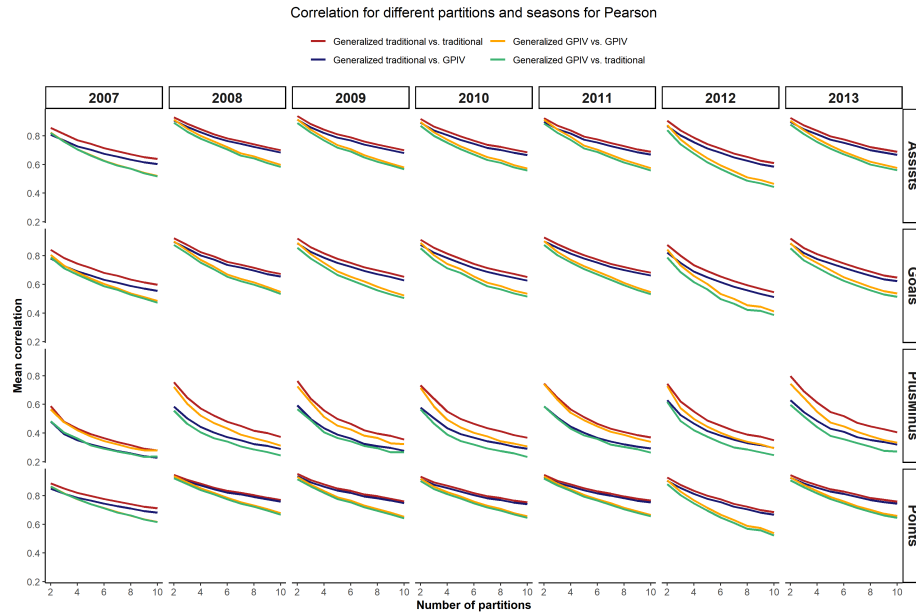 Correlation for different partitions and seasons for Pearson
Generalized traditional vs. traditional Generalized GPIV vs. GPIV
Generalized traditional vs. GPIV Generalized GPIV vs. traditional
2007 2008 2009 2010 2011 2012 2013
Mean correlation
0.8
0.6
0.4
0.2
Assists
0.8
0.6
0.4
0.2
Goals
0.8
0.6
0.4
0.2
PlusMinus
0.8
0.6
0.4
0.2
Points
2 4 6 8 10 2 4 6 8 10 2 4 6 8 10 2 4 6 8 10 2 4 6 8 10 2 4 6 8 10 2 4 6 8 10
Number of partitions